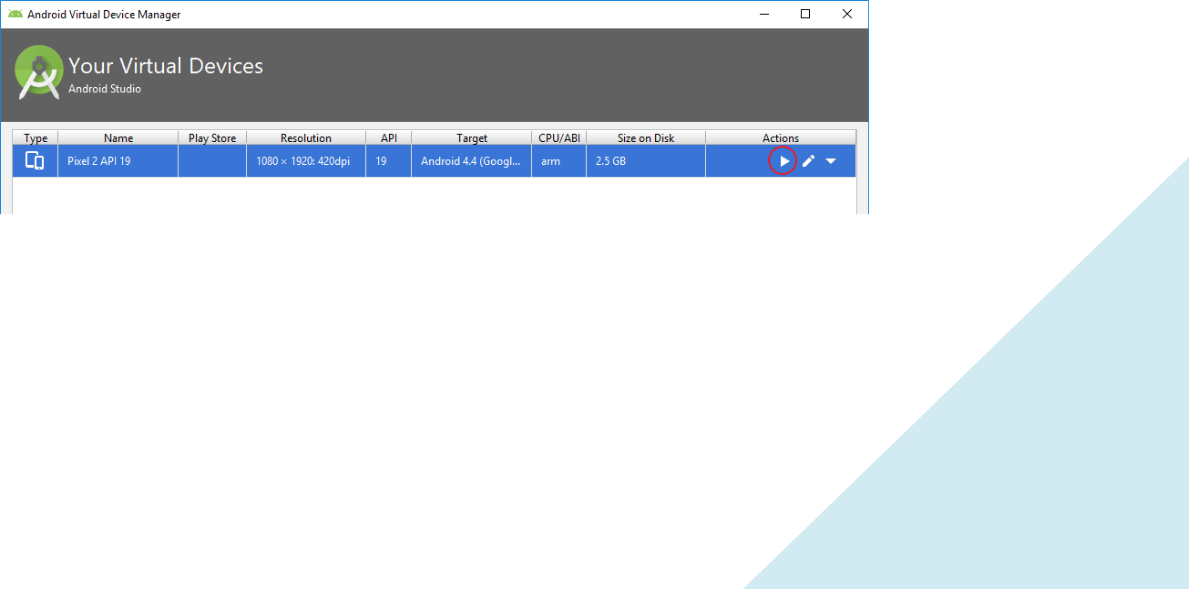 Android Virtual Device Manager
Your Virtual Devices
Android Studio
Type Name Play Store Resolution API Target CPU/ABI Size on Disk Actions
Pixel 2 API 19 1080 × 1920: 420dpi 19 Android 4.4 (Googl... arm 2.5 GB